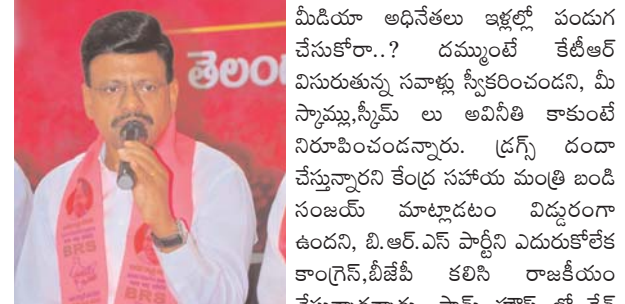 మీడియా అధినేతలు ఇళ్లల్లో పండుగ
చేసుకోరా..? దమ్ముంటే కేటీఆర్
విసురుతున్న సవాళ్లు స్వీకరించండని, మీ
స్కామ్లు,స్కీమ్ లు అవినీతి కాకుంటే
నిరూపించండన్నారు. డ్రగ్స్ దందా
చేస్తున్నారని కేంద్ర సహాయ మంత్రి బండి
సంజయ్ మాట్లాడటం విడ్డురంగా
ఉందని, బి.ఆర్.ఎస్ పార్టీని ఎదురుకోలేక
కాంగ్రెస్,బీజేపీ కలిసి రాజకీయం
తెలం
BRS
BRS